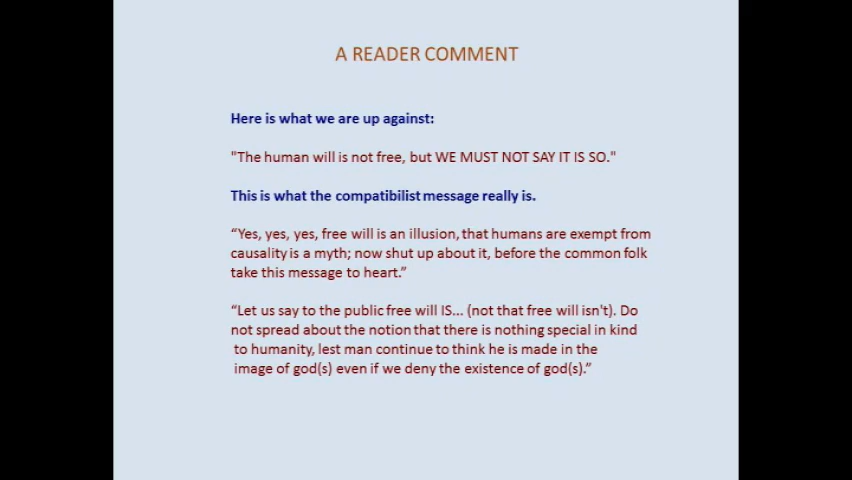 A READER COMMENT
Here is what we are up against:
"The human will is not free, but WE MUST NOT SAY IT IS SO."
This is what the compatibilist message really is.
“Yes, yes, yes, free will is an illusion, that humans are exempt from
causality is a myth; now shut up about it, before the common folk
take this message to heart.”
“Let us say to the public free will IS... (not that free will isn't). Do
not spread about the notion that there is nothing special in kind
to humanity, lest man continue to think he is made in the
image of god(s) even if we deny the existence of god(s).”